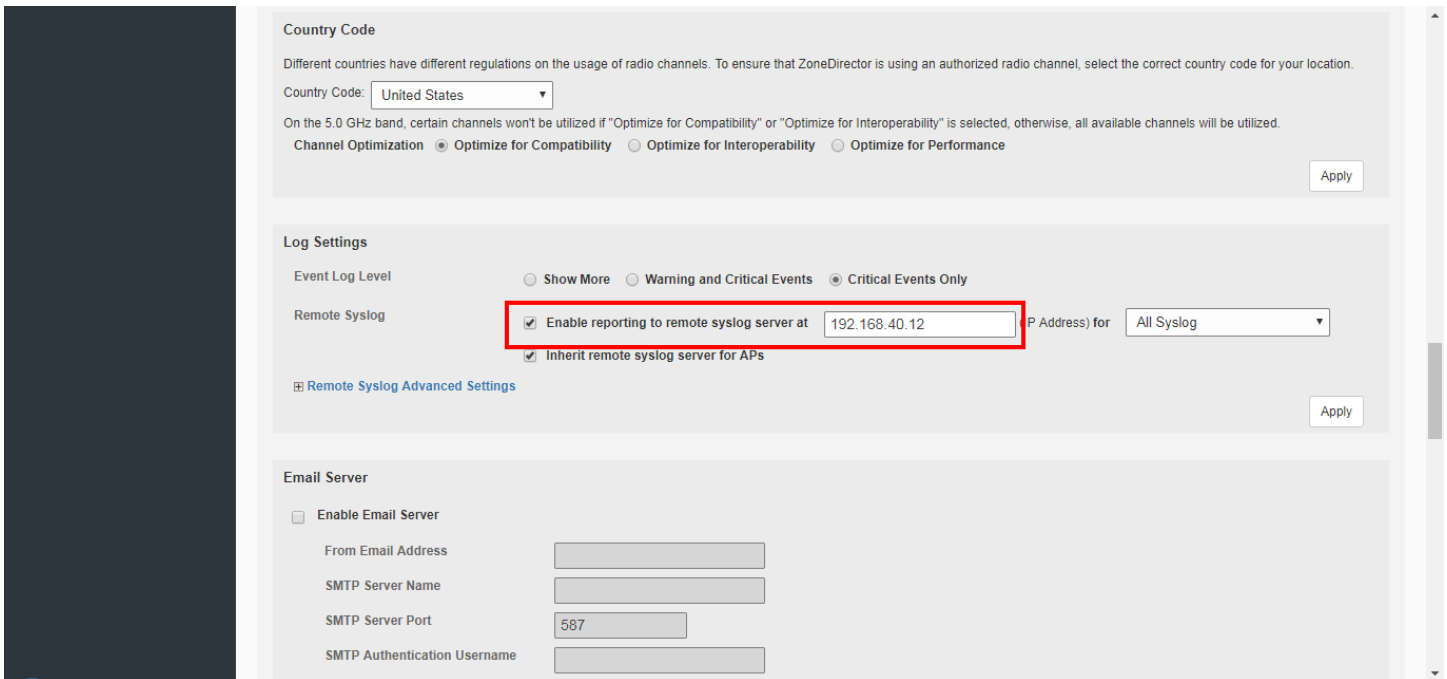 Country Code
Different countries have different regulations on the usage of radio channels. To ensure that ZoneDirector is using an authorized radio channel, select the correct country code for your location.
Country Code: United States
On the 5.0 GHz band, certain channels won't be utilized if "Optimize for Compatibility" or "Optimize for Interoperability" is selected, otherwise, all available channels will be utilized.
Channel Optimization Optimize for Compatibility Optimize for Interoperability Optimize for Performance
Apply
Log Settings
Event Log Level Show More Warning and Critical Events Critical Events Only
Remote Syslog Enable reporting to remote syslog server at 192.168.40.12 P Address) for All Syslog
Inherit remote syslog server for APs
Remote Syslog Advanced Settings
Apply
Email Server
Enable Email Server
From Email Address
SMTP Server Name
SMTP Server Port 587
SMTP Authentication Username